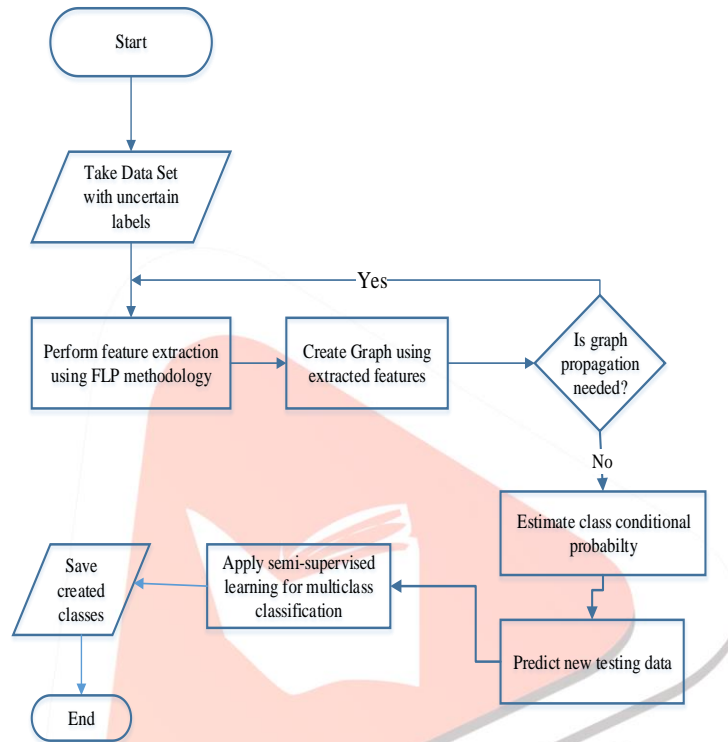 Start
Take Data Set
with uncertain
labels
Yes
Perform feature extraction
using FLP methodology
Create Graph using
extracted features
Is graph
propagation
needed?
No
Estimate class conditional
probabilty
Predict new testing data
Apply semi-supervised
learning for multiclass
classification
Save
created
classes
End